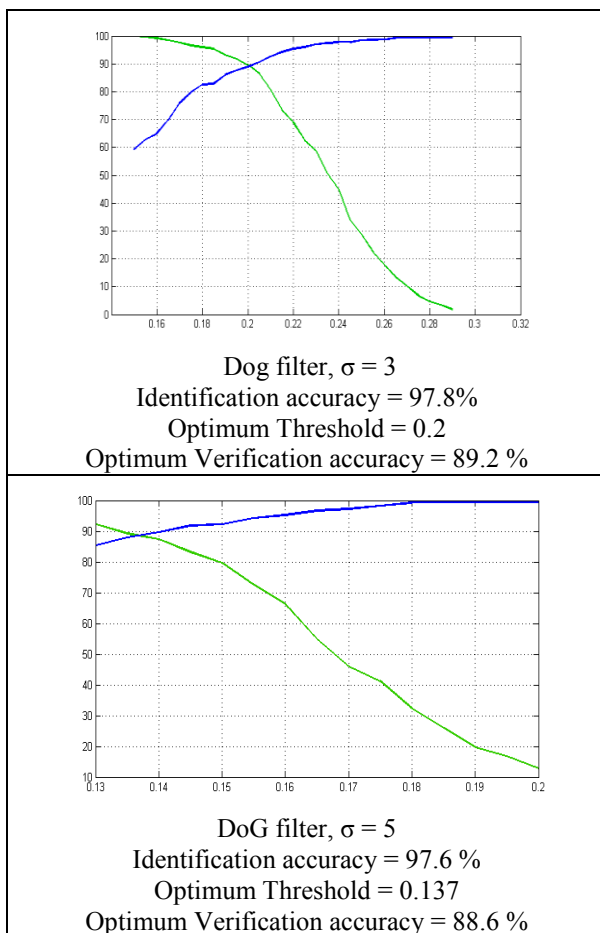 100
90
80
70
60
50
40
30
20
10
0
0.16 0.18 0.2 0.22 0.24 0.26 0.28 0.3 0.32
Dog filter, σ = 3
Identification accuracy = 97.8%
Optimum Threshold = 0.2
Optimum Verification accuracy = 89.2 %
100
90
80
70
60
50
40
30
20
10
0.13 0.14 0.15 0.16 0.17 0.18 0.19 0.2
DoG filter, σ = 5
Identification accuracy = 97.6 %
Optimum Threshold = 0.137
Optimum Verification accuracy = 88.6 %